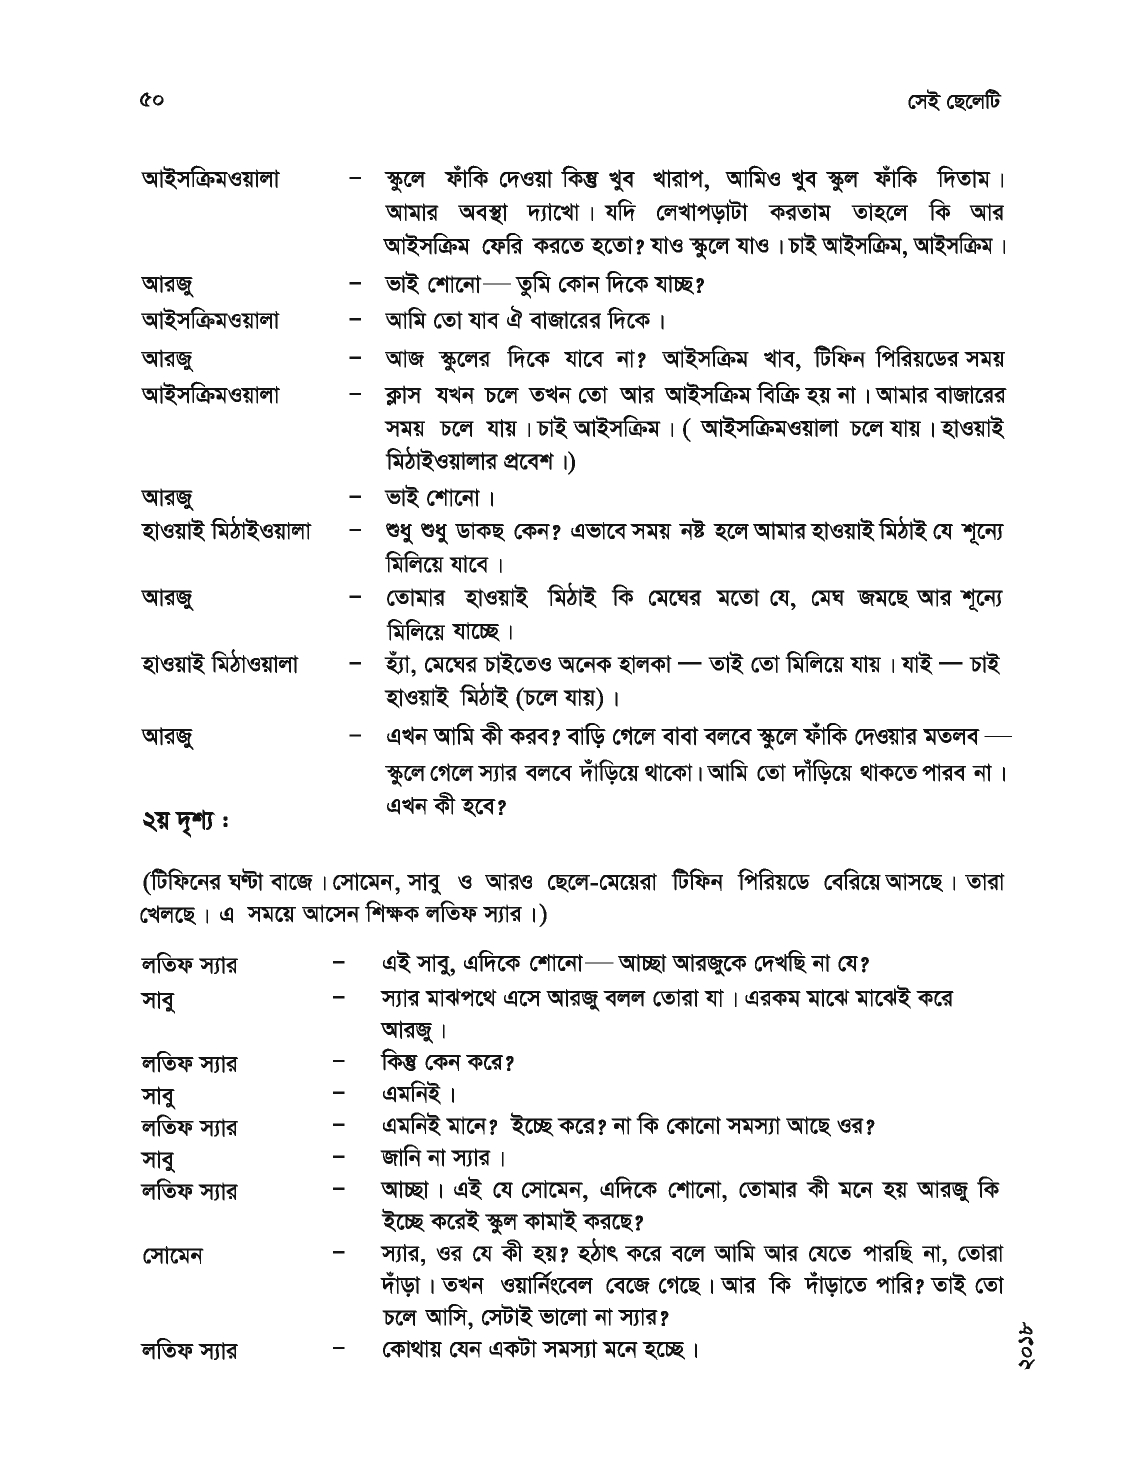 ৫০ সেই ছেলেটি
আইসক্রিমওয়ালা – স্কুলে ফাঁকি দেওয়া কিন্তু খুব খারাপ, আমিও খুব স্কুল ফাঁকি দিতাম।
আমার অবস্থা দ্যাখো। যদি লেখাপড়াটা করতাম তাহলে কি আর
আইসক্রিম ফেরি করতে হতো? যাও স্কুলে যাও। চাই আইসক্রিম, আইসক্রিম।
আরজু – ভাই শোনো— তুমি কোন দিকে যাচ্ছ?
আইসক্রিমওয়ালা – আমি তো যাব ঐ বাজারের দিকে।
আরজু – আজ স্কুলের দিকে যাবে না? আইসক্রিম খাব, টিফিন পিরিয়ডের সময়
আইসক্রিমওয়ালা – ক্লাস যখন চলে তখন তো আর আইসক্রিম বিক্রি হয় না। আমার বাজারের
সময় চলে যায়। চাই আইসক্রিম। ( আইসক্রিমওয়ালা চলে যায়। হাওয়াই
মিঠাইওয়ালার প্রবেশ।)
আরজু – ভাই শোনো।
হাওয়াই মিঠাইওয়ালা – শুধু শুধু ডাকছ কেন? এভাবে সময় নষ্ট হলে আমার হাওয়াই মিঠাই যে শূন্যে
মিলিয়ে যাবে।
আরজু – তোমার হাওয়াই মিঠাই কি মেঘের মতো যে, মেঘ জমছে আর শূন্যে
মিলিয়ে যাচ্ছে।
হাওয়াই মিঠাওয়ালা – হ্যাঁ, মেঘের চাইতেও অনেক হালকা — তাই তো মিলিয়ে যায়। যাই — চাই
হাওয়াই মিঠাই (চলে যায়)।
আরজু – এখন আমি কী করব? বাড়ি গেলে বাবা বলবে স্কুলে ফাঁকি দেওয়ার মতলব —
স্কুলে গেলে স্যার বলবে দাঁড়িয়ে থাকো। আমি তো দাঁড়িয়ে থাকতে পারব না।
এখন কী হবে?
২য় দৃশ্য :
(টিফিনের ঘণ্টা বাজে। সোমেন, সাবু ও আরও ছেলে-মেয়েরা টিফিন পিরিয়ডে বেরিয়ে আসছে। তারা
খেলছে। এ সময়ে আসেন শিক্ষক লতিফ স্যার।)
লতিফ স্যার – এই সাবু, এদিকে শোনো— আচ্ছা আরজুকে দেখছি না যে?
সাবু – স্যার মাঝপথে এসে আরজু বলল তোরা যা। এরকম মাঝে মাঝেই করে
আরজু।
লতিফ স্যার – কিন্তু কেন করে?
সাবু – এমনিই।
লতিফ স্যার – এমনিই মানে? ইচ্ছে করে? না কি কোনো সমস্যা আছে ওর?
সাবু – জানি না স্যার।
লতিফ স্যার – আচ্ছা। এই যে সোমেন, এদিকে শোনো, তোমার কী মনে হয় আরজু কি
ইচ্ছে করেই স্কুল কামাই করছে?
সোমেন – স্যার, ওর যে কী হয়? হঠাৎ করে বলে আমি আর যেতে পারছি না, তোরা
দাঁড়া। তখন ওয়ার্নিংবেল বেজে গেছে। আর কি দাঁড়াতে পারি? তাই তো
চলে আসি, সেটাই ভালো না স্যার?
লতিফ স্যার – কোথায় যেন একটা সমস্যা মনে হচ্ছে।
২০১৮